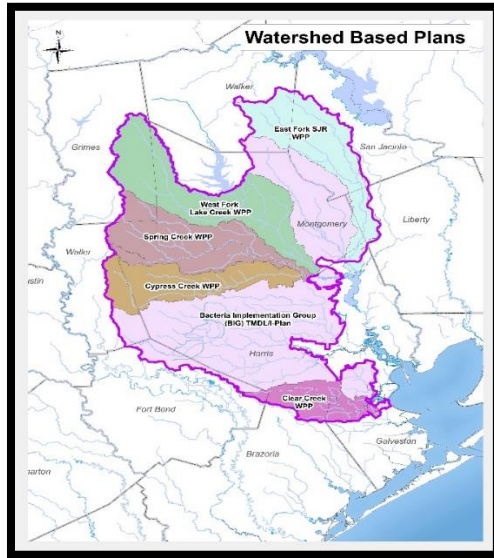 Watershed Based Plans
N
Walker
East Fork SJR
WPP
Grimes
San Jacinto
West Fork
Lake Creek WPP
Montgomery
Liberty
Spring Creek WPP
Waller
Cypress Creek WPP
Bacteria Implementation Group
(BIG) TMDL/I-Plan
Harris
Clear Creek
WPP
Fort Bend
Galveston
Brazoria